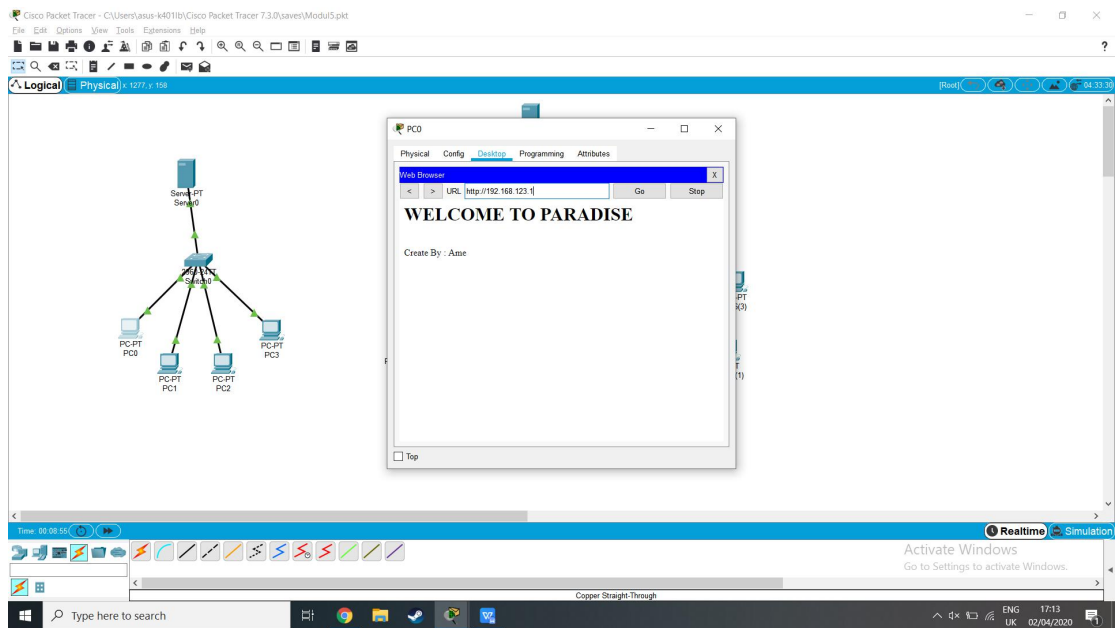 Cisco Packet Tracer - C:\Users\asus-k401lb\Cisco Packet Tracer 7.3.0\saves\Modul5.pkt
File Edit Options View Tools Extensions Help
?
Logical Physical x: 1277, y: 158 [Root] 04:33:30
PC0
Physical Config Desktop Programming Attributes
Web Browser X
< > URL http://192.168.123.1 Go Stop
WELCOME TO PARADISE
Create By : Ame
Top
Server-PT
Server0
2960-24TT
Switch0
PC-PT
PC0
PC-PT
PC1
PC-PT
PC2
PC-PT
PC3
-PT
(3)
(1)
Time: 00:08:55 Realtime Simulation
Activate Windows
Go to Settings to activate Windows.
Copper Straight-Through
Type here to search
ENG 17:13
UK 02/04/2020